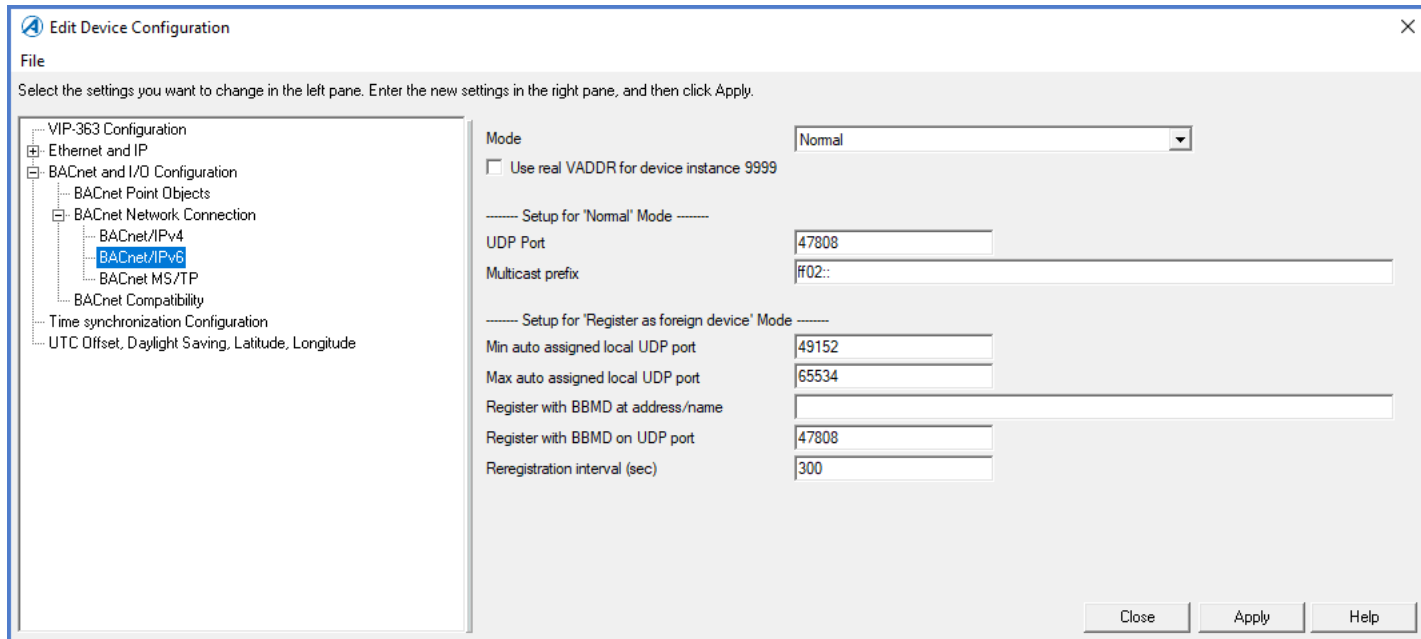 Edit Device Configuration
File
Select the settings you want to change in the left pane. Enter the new settings in the right pane, and then click Apply.
VIP-363 Configuration
Ethernet and IP
BACnet and I/O Configuration
BACnet Point Objects
BACnet Network Connection
BACnet/IPv4
BACnet/IPv6
BACnet MS/TP
BACnet Compatibility
Time synchronization Configuration
UTC Offset, Daylight Saving, Latitude, Longitude
Mode Normal
Use real VADDR for device instance 9999
-------- Setup for 'Normal' Mode --------
UDP Port 47808
Multicast prefix ff02::
-------- Setup for 'Register as foreign device' Mode --------
Min auto assigned local UDP port 49152
Max auto assigned local UDP port 65534
Register with BBMD at address/name
Register with BBMD on UDP port 47808
Reregistration interval (sec) 300
Close Apply Help